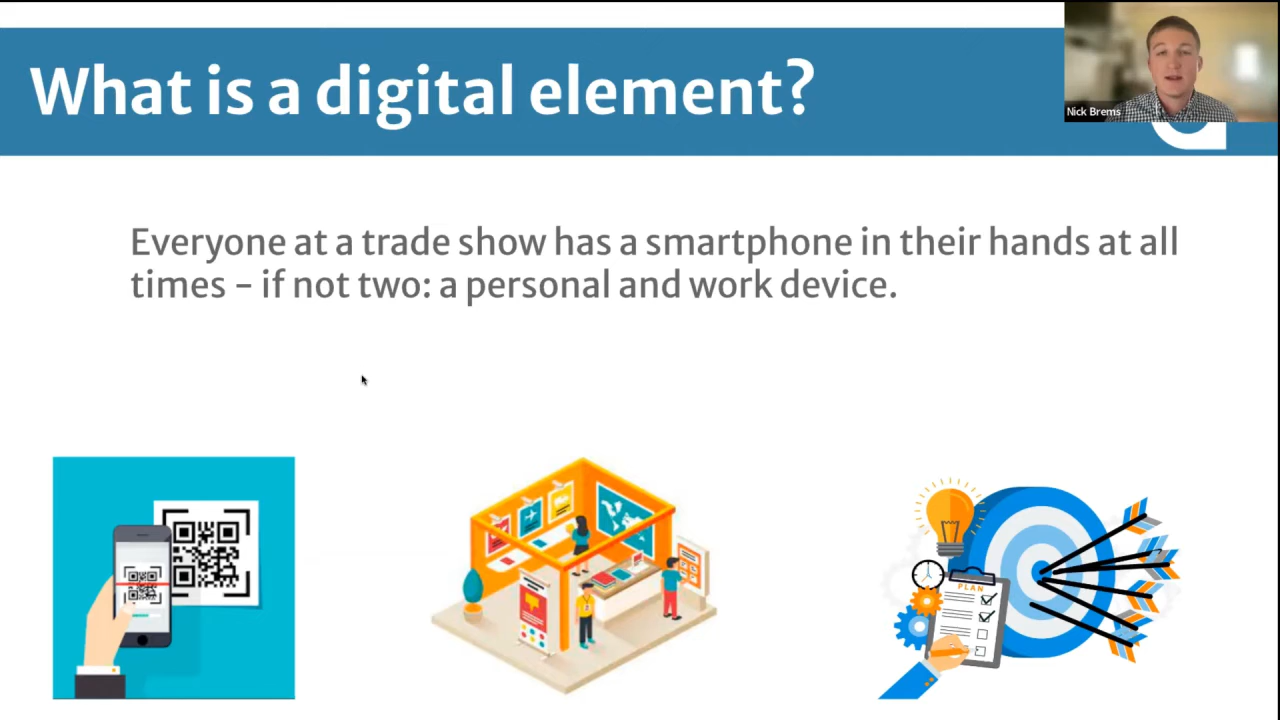 What is a digital element?
Nick Brems
Everyone at a trade show has a smartphone in their hands at all
times – if not two: a personal and work device.
PLAN